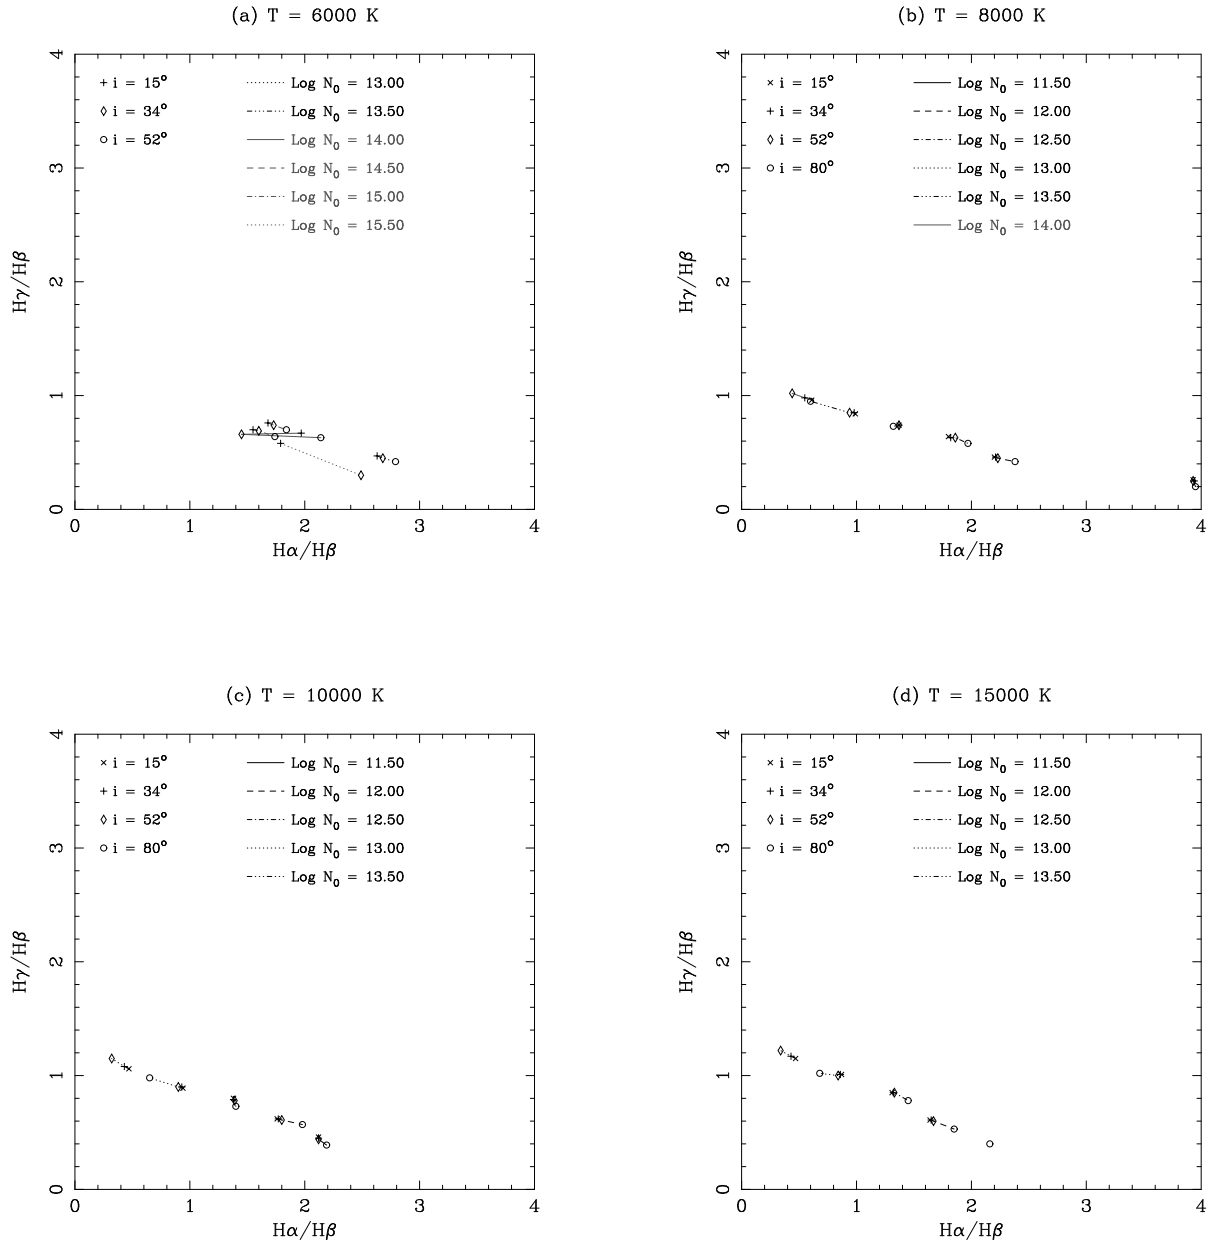 (a) T = 6000 K
4
3
2
1
0
Hγ/Hβ
i = 15°
i = 34°
i = 52°
Log N₀ = 13.00
Log N₀ = 13.50
Log N₀ = 14.00
Log N₀ = 14.50
Log N₀ = 15.00
Log N₀ = 15.50
0 1 2 3 4
Hα/Hβ
(b) T = 8000 K
4
3
2
1
0
Hγ/Hβ
i = 15°
i = 34°
i = 52°
i = 80°
Log N₀ = 11.50
Log N₀ = 12.00
Log N₀ = 12.50
Log N₀ = 13.00
Log N₀ = 13.50
Log N₀ = 14.00
0 1 2 3 4
Hα/Hβ
(c) T = 10000 K
4
3
2
1
0
Hγ/Hβ
i = 15°
i = 34°
i = 52°
i = 80°
Log N₀ = 11.50
Log N₀ = 12.00
Log N₀ = 12.50
Log N₀ = 13.00
Log N₀ = 13.50
0 1 2 3 4
Hα/Hβ
(d) T = 15000 K
4
3
2
1
0
Hγ/Hβ
i = 15°
i = 34°
i = 52°
i = 80°
Log N₀ = 11.50
Log N₀ = 12.00
Log N₀ = 12.50
Log N₀ = 13.00
Log N₀ = 13.50
0 1 2 3 4
Hα/Hβ